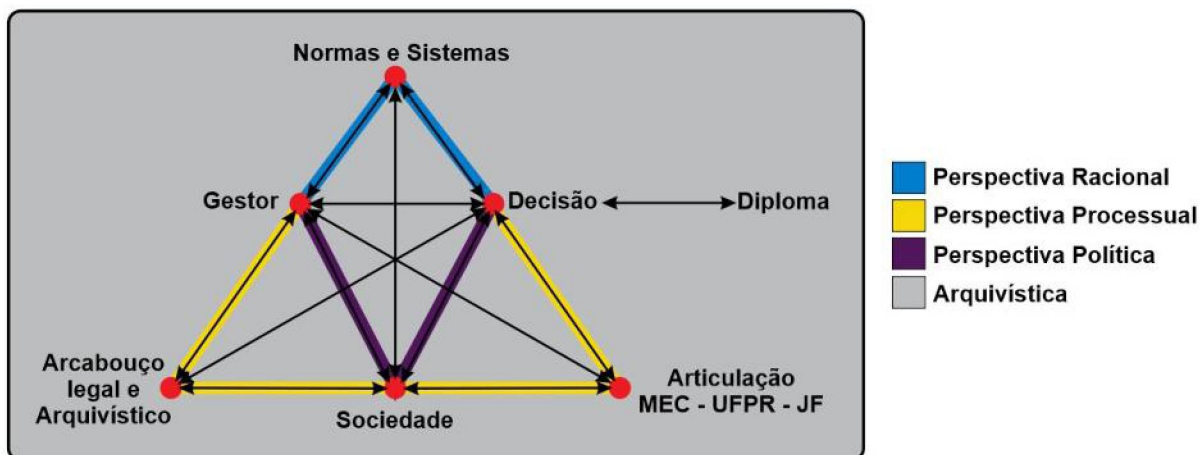 Normas e Sistemas
Gestor
Decisão
Diploma
Arcabouço
legal e
Arquivístico
Sociedade
Articulação
MEC - UFPR - JF
Perspectiva Racional
Perspectiva Processual
Perspectiva Política
Arquivística